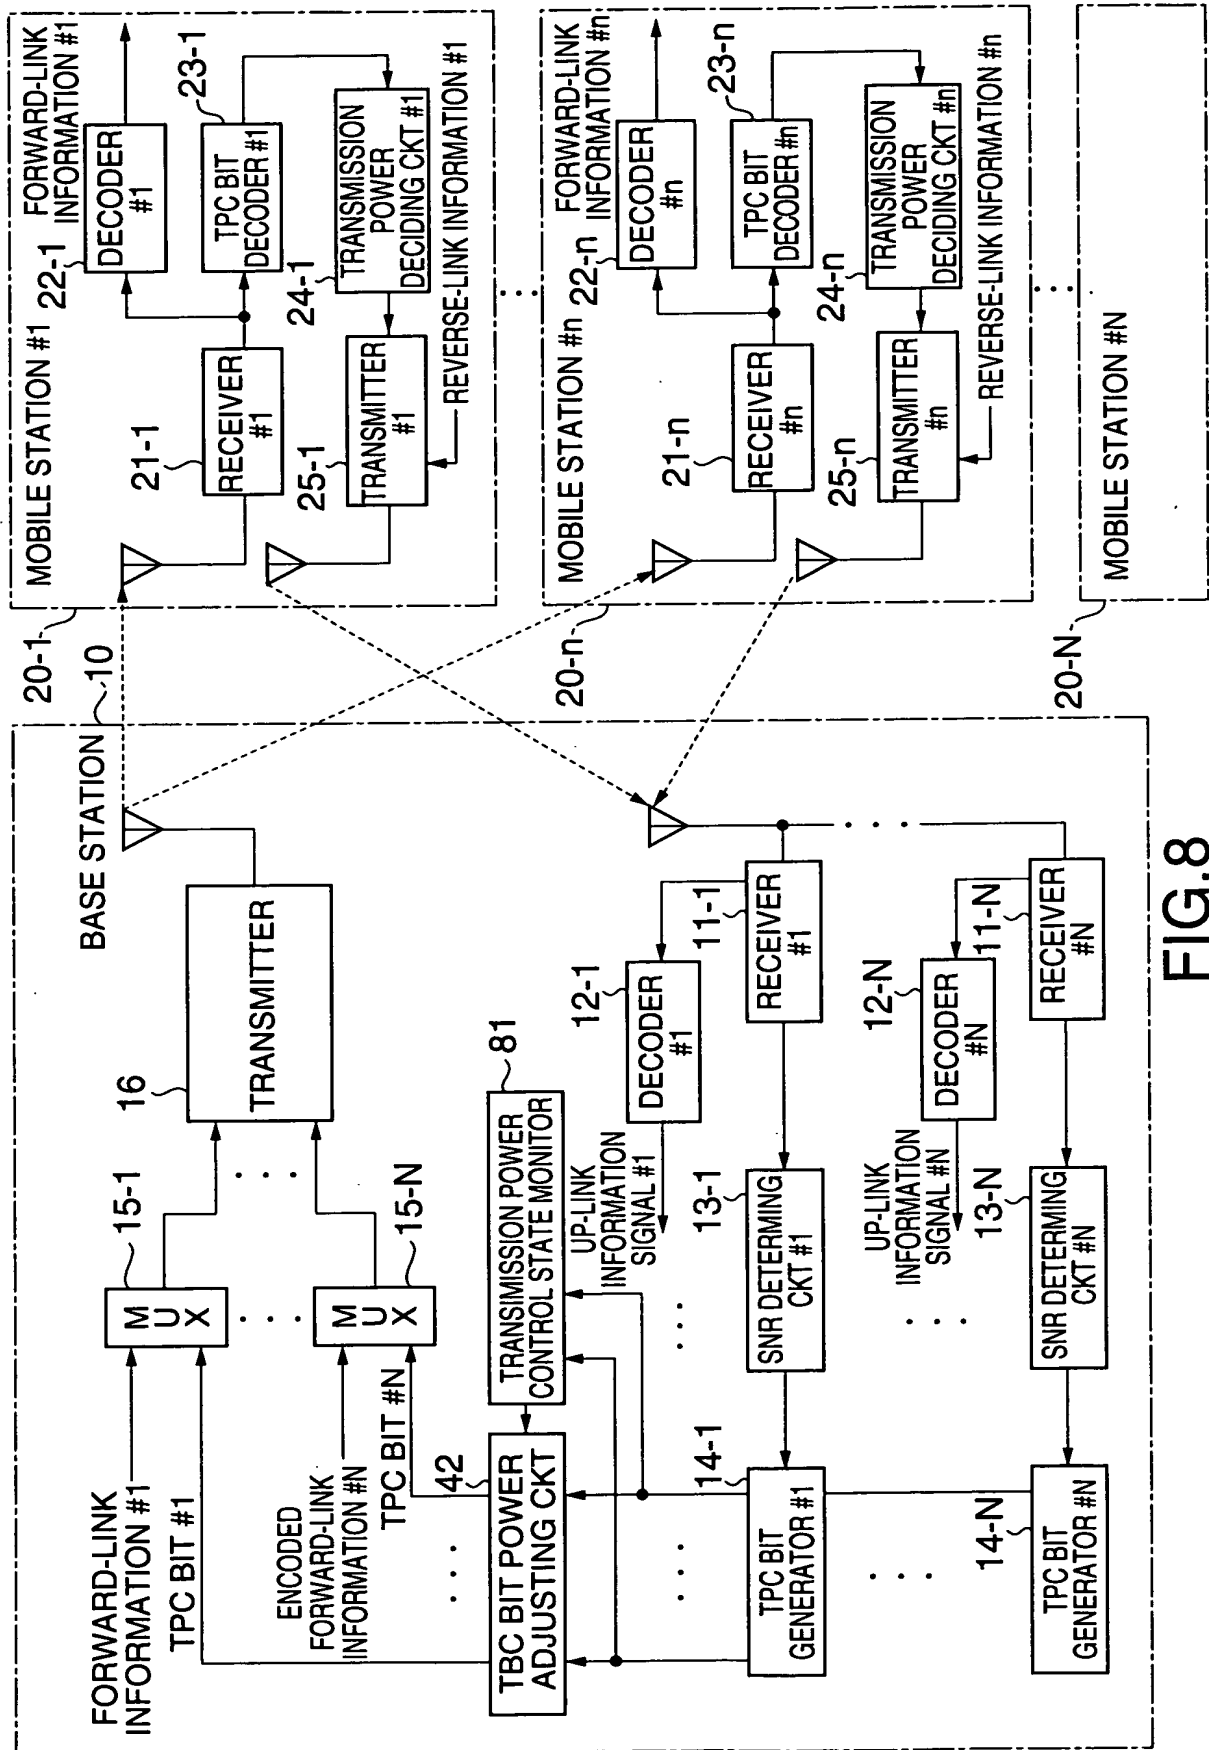 BASE STATION
10
FORWARD-LINK
INFORMATION #1
TPC BIT #1
15-1
M
U
X
16
TRANSMITTER
ENCODED
FORWARD-LINK
INFORMATION #N
TPC BIT #N
15-N
M
U
X
42
TBC BIT POWER
ADJUSTING CKT
81
TRANSMISSION POWER
CONTROL STATE MONITOR
UP-LINK
INFORMATION
SIGNAL #1
12-1
DECODER
#1
11-1
RECEIVER
#1
13-1
SNR DETERMINING
CKT #1
14-1
TPC BIT
GENERATOR #1
UP-LINK
INFORMATION
SIGNAL #N
12-N
DECODER
#N
11-N
RECEIVER
#N
13-N
SNR DETERMINING
CKT #N
14-N
TPC BIT
GENERATOR #N
20-1
MOBILE STATION #1
21-1
RECEIVER
#1
22-1
DECODER
#1
FORWARD-LINK
INFORMATION #1
23-1
TPC BIT
DECODER #1
24-1
TRANSMISSION
POWER
DECIDING CKT #1
25-1
TRANSMITTER
#1
REVERSE-LINK INFORMATION #1
20-n
MOBILE STATION #n
21-n
RECEIVER
#n
22-n
DECODER
#n
FORWARD-LINK
INFORMATION #n
23-n
TPC BIT
DECODER #n
24-n
TRANSMISSION
POWER
DECIDING CKT #n
25-n
TRANSMITTER
#n
REVERSE-LINK INFORMATION #n
20-N
MOBILE STATION #N
FIG.8